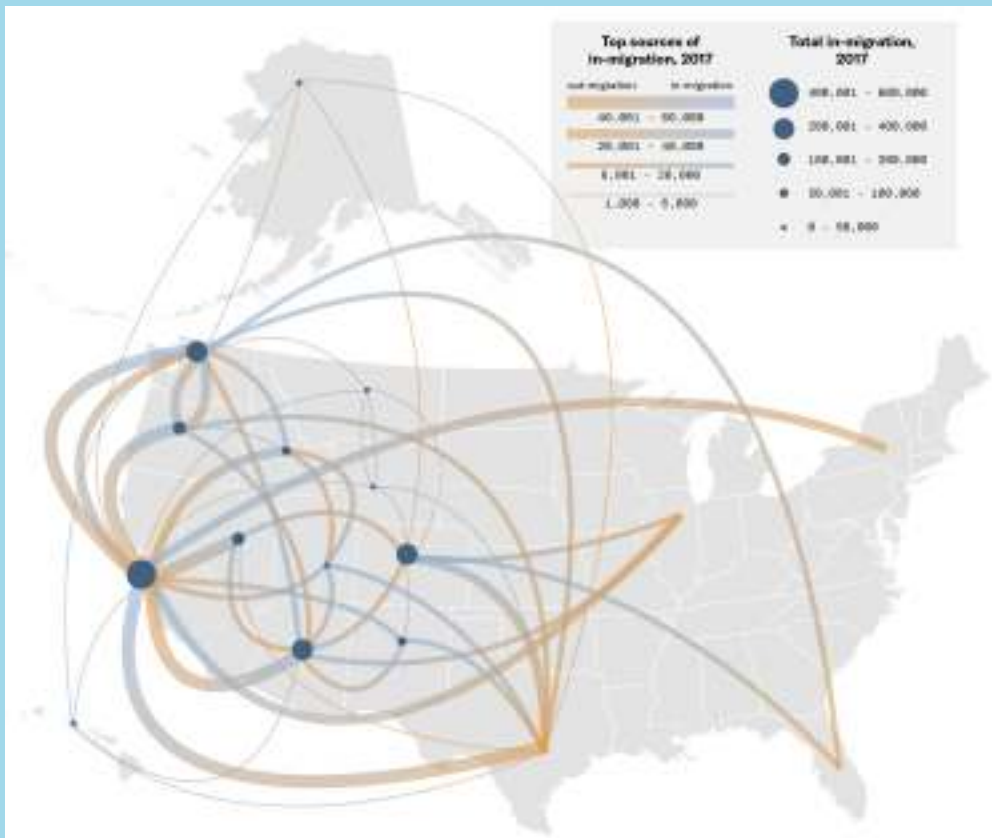 Top sources of
in-migration, 2017
out-migration in-migration
40,001 - 60,000
20,001 - 40,000
5,001 - 20,000
1,000 - 5,000
Total in-migration,
2017
400,001 - 600,000
200,001 - 400,000
100,001 - 200,000
50,001 - 100,000
0 - 50,000